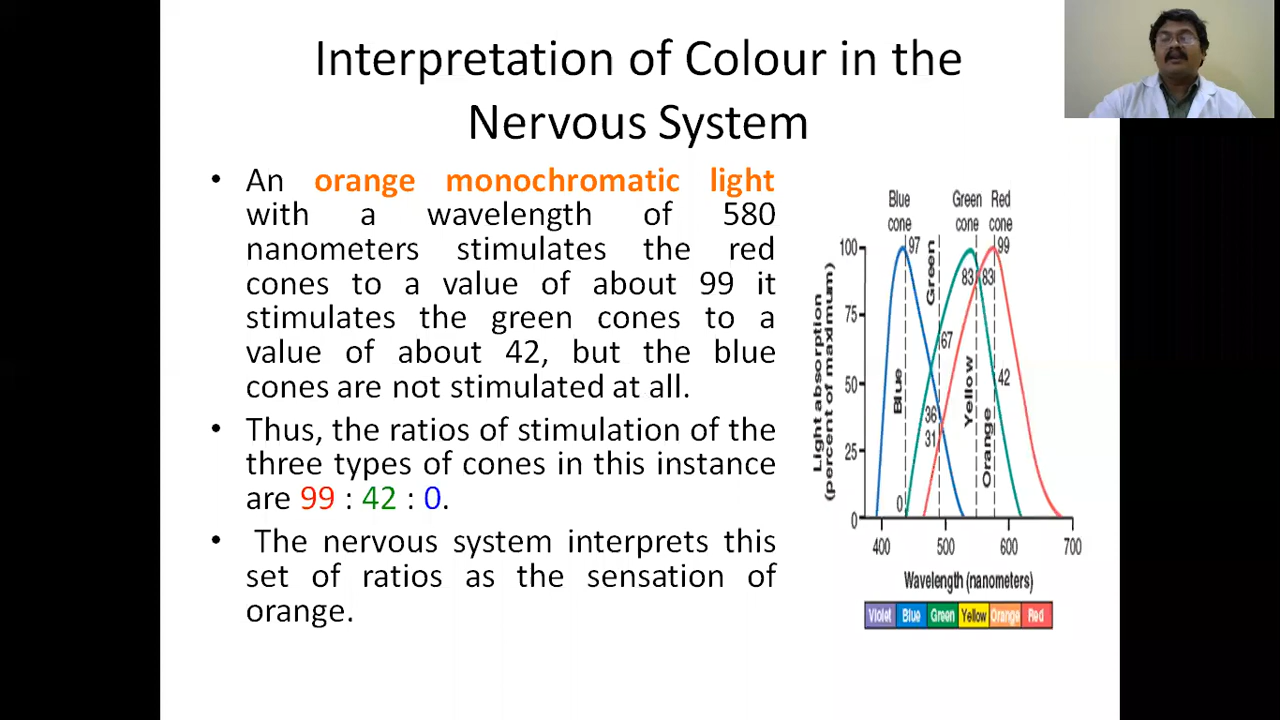 Interpretation of Colour in the
Nervous System
• An orange monochromatic light
with a wavelength of 580
nanometers stimulates the red
cones to a value of about 99 it
stimulates the green cones to a
value of about 42, but the blue
cones are not stimulated at all.
• Thus, the ratios of stimulation of the
three types of cones in this instance
are 99 : 42 : 0.
• The nervous system interprets this
set of ratios as the sensation of
orange.
Blue
cone
Green
cone
Red
cone
Light absorption
(percent of maximum)
100
75
50
25
0
97
99
83
83
67
42
36
31
0
Blue
Green
Yellow
Orange
400
500
600
700
Wavelength (nanometers)
Violet
Blue
Green
Yellow
Orange
Red